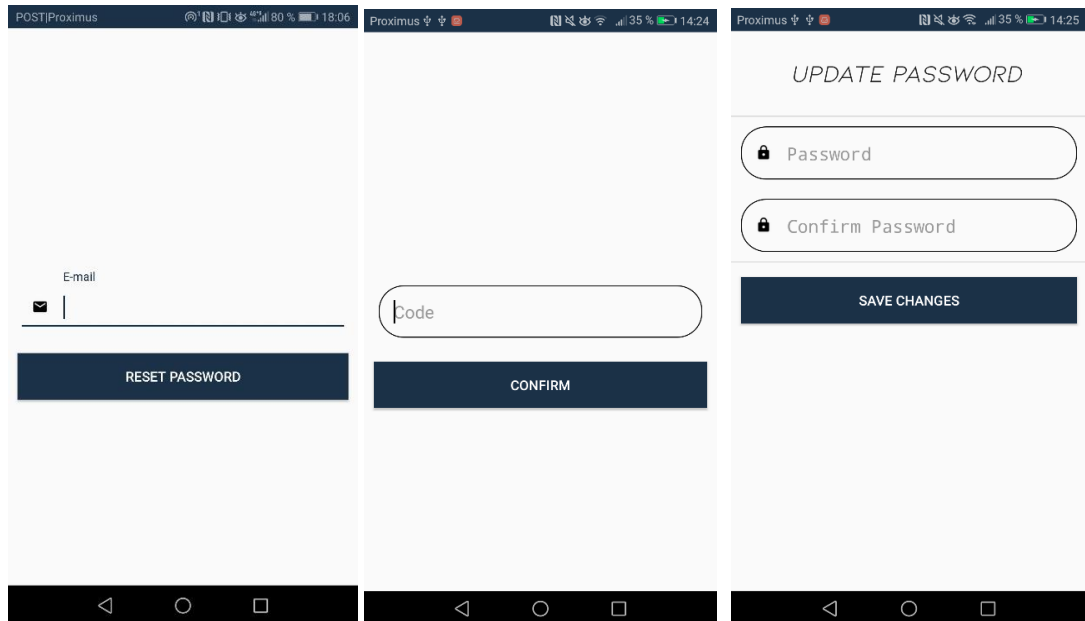 POST|Proximus 80 % 18:06
E-mail
RESET PASSWORD
Proximus 35 % 14:24
Code
CONFIRM
Proximus 35 % 14:25
UPDATE PASSWORD
Password
Confirm Password
SAVE CHANGES